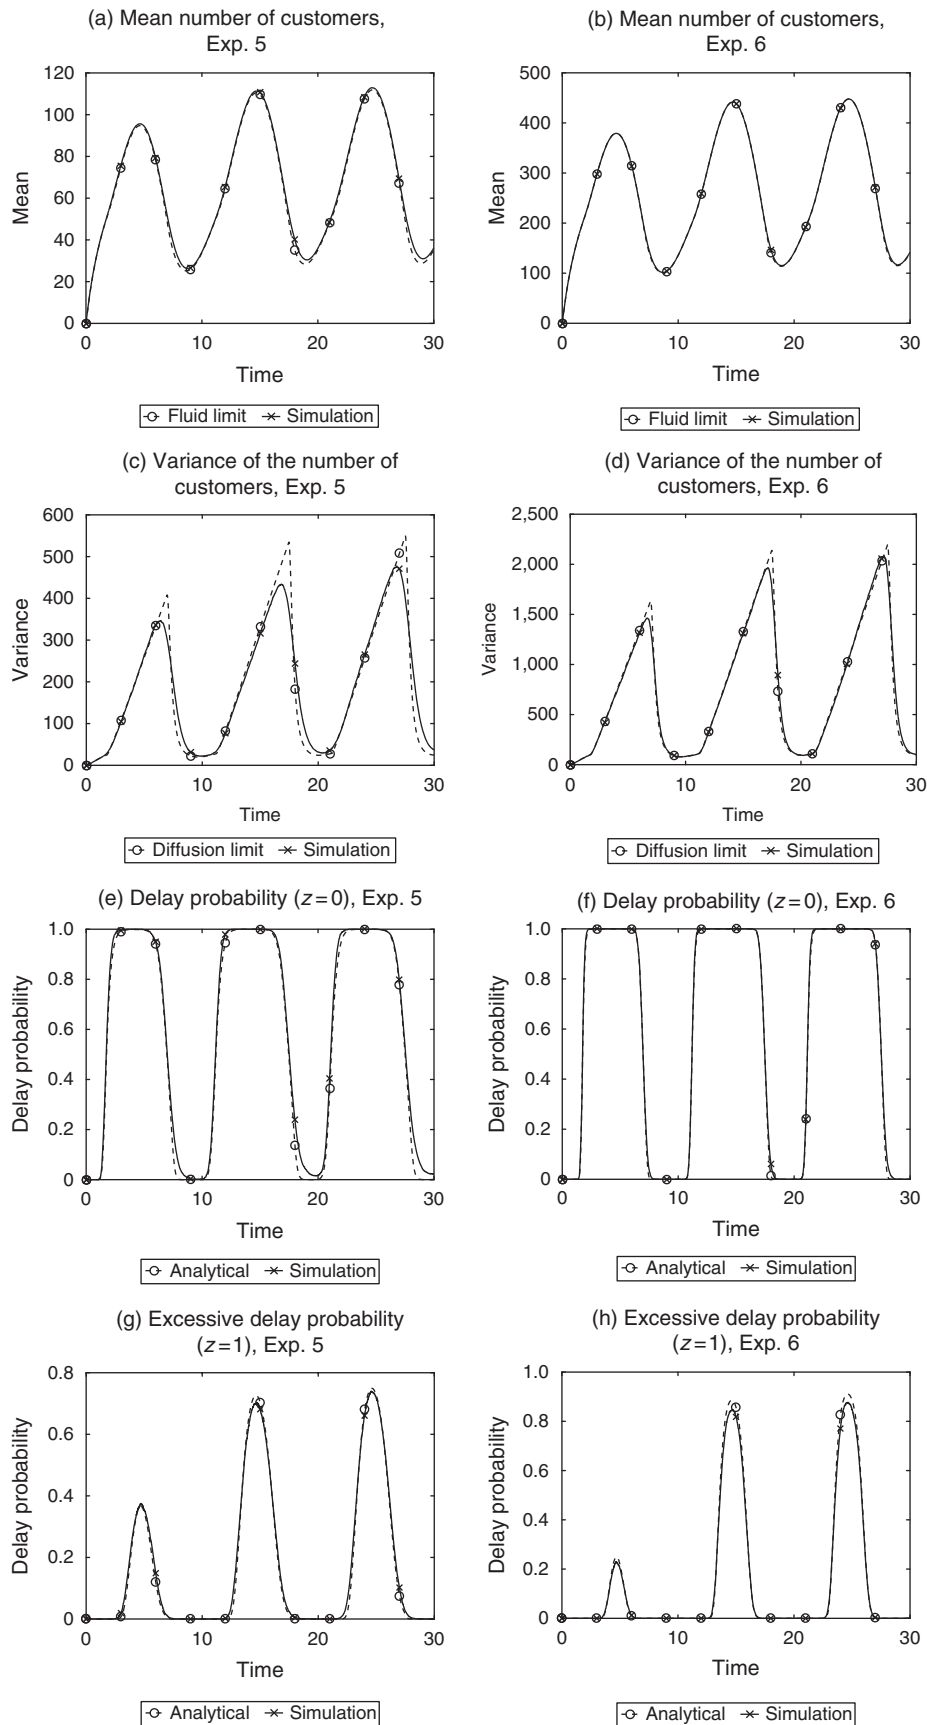 (a) Mean number of customers,
Exp. 5
120
100
80
60
40
20
0
Mean
0 10 20 30
Time
Fluid limit Simulation
(b) Mean number of customers,
Exp. 6
500
400
300
200
100
0
Mean
0 10 20 30
Time
Fluid limit Simulation
(c) Variance of the number of
customers, Exp. 5
600
500
400
300
200
100
0
Variance
0 10 20 30
Time
Diffusion limit Simulation
(d) Variance of the number of
customers, Exp. 6
2,500
2,000
1,500
1,000
500
0
Variance
0 10 20 30
Time
Diffusion limit Simulation
(e) Delay probability (z=0), Exp. 5
1.0
0.8
0.6
0.4
0.2
0
Delay probability
0 10 20 30
Time
Analytical Simulation
(f) Delay probability (z=0), Exp. 6
1.0
0.8
0.6
0.4
0.2
0
Delay probability
0 10 20 30
Time
Analytical Simulation
(g) Excessive delay probability
(z=1), Exp. 5
0.8
0.6
0.4
0.2
0
Delay probability
0 10 20 30
Time
Analytical Simulation
(h) Excessive delay probability
(z=1), Exp. 6
1.0
0.8
0.6
0.4
0.2
0
Delay probability
0 10 20 30
Time
Analytical Simulation